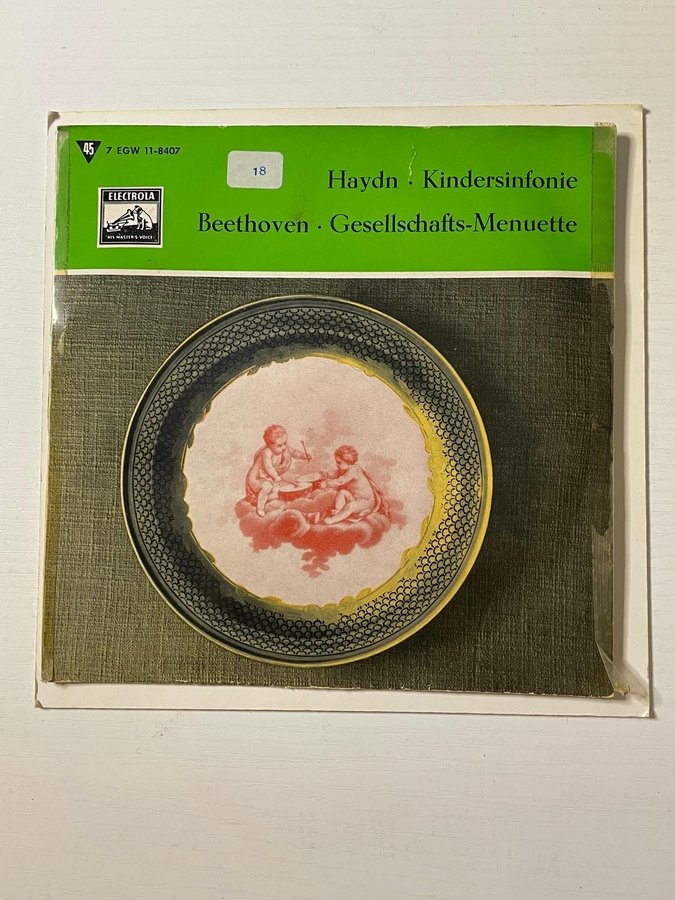 45 7 EGW 11-8407
18
Haydn · Kindersinfonie
ELECTROLA
"HIS MASTER'S VOICE"
Beethoven · Gesellschafts-Menuette